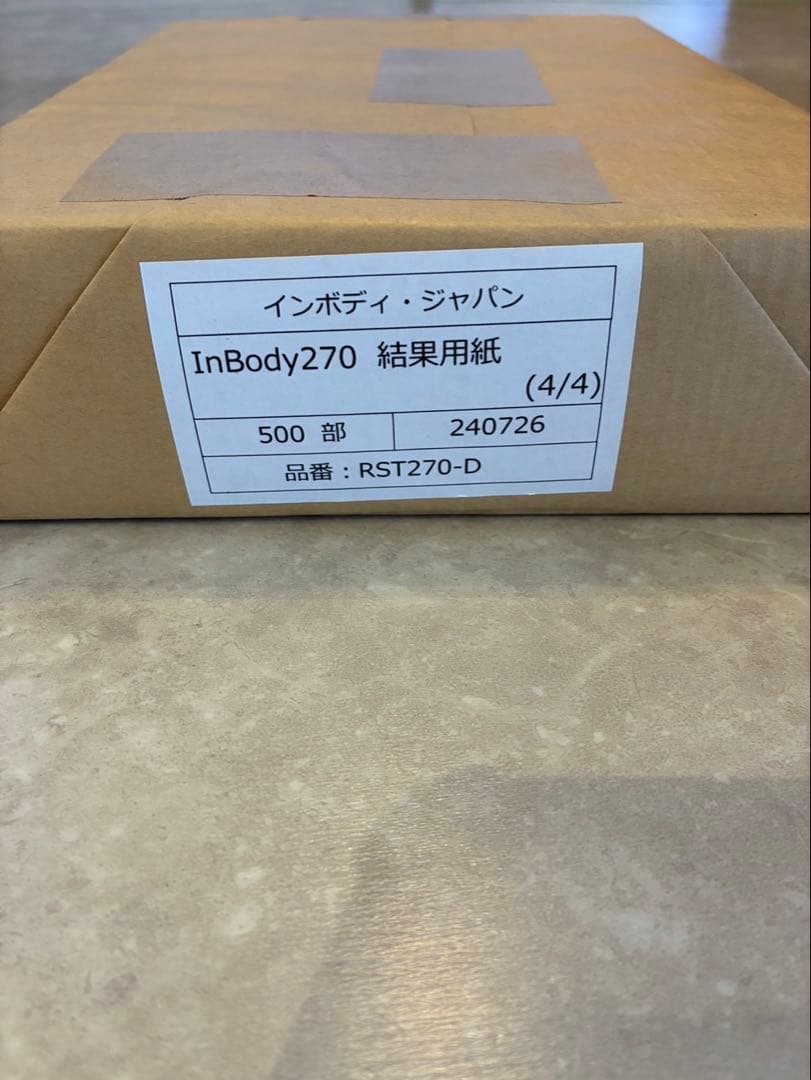 インボディ・ジャパン
InBody270 結果用紙
(4/4)
500 部 240726
品番：RST270-D